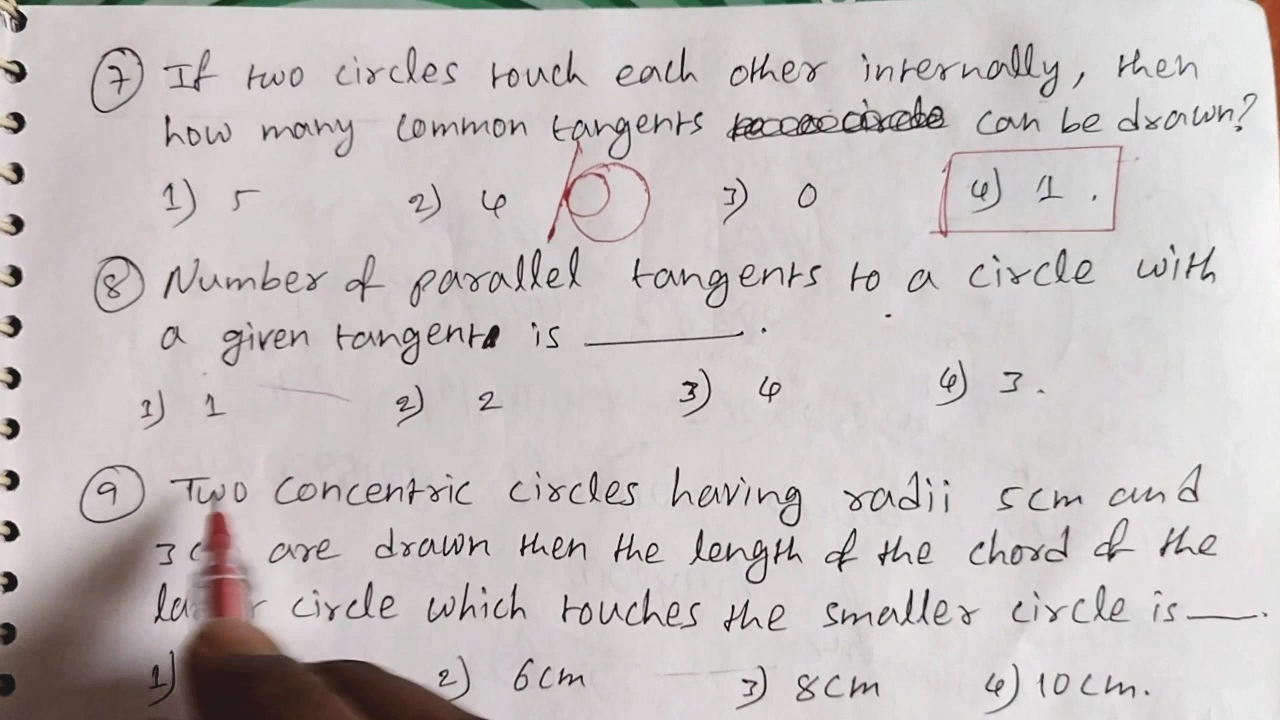 7 If two circles touch each other internally, then
how many common tangents can be drawn?
1) 5 2) 4 3) 0 4) 1.
8 Number of parallel tangents to a circle with
a given tangent is ______.
1) 1 2) 2 3) 4 4) 3.
9 Two concentric circles having radii 5cm and
3 are drawn then the length of the chord of the
circle which touches the smaller circle is ___.
1) 2) 6cm 3) 8cm 4) 10cm.